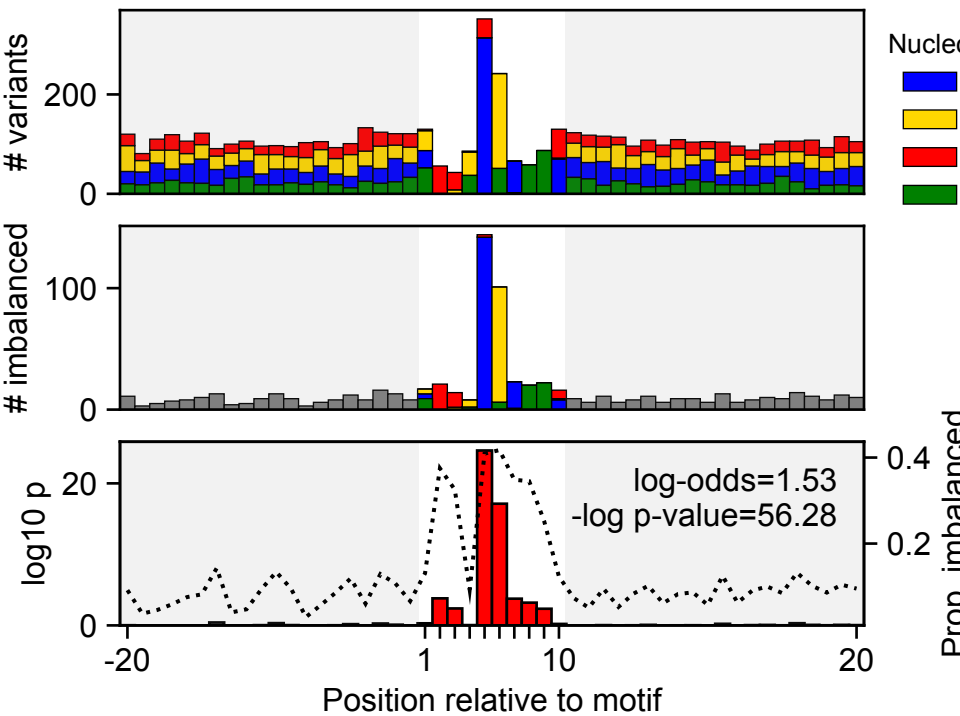 Nucleo
# variants
200
0
# imbalanced
100
0
log10 p
20
0
log-odds=1.53
-log p-value=56.28
0.4
0.2
Prop. imbalanced
-20
1
10
20
Position relative to motif